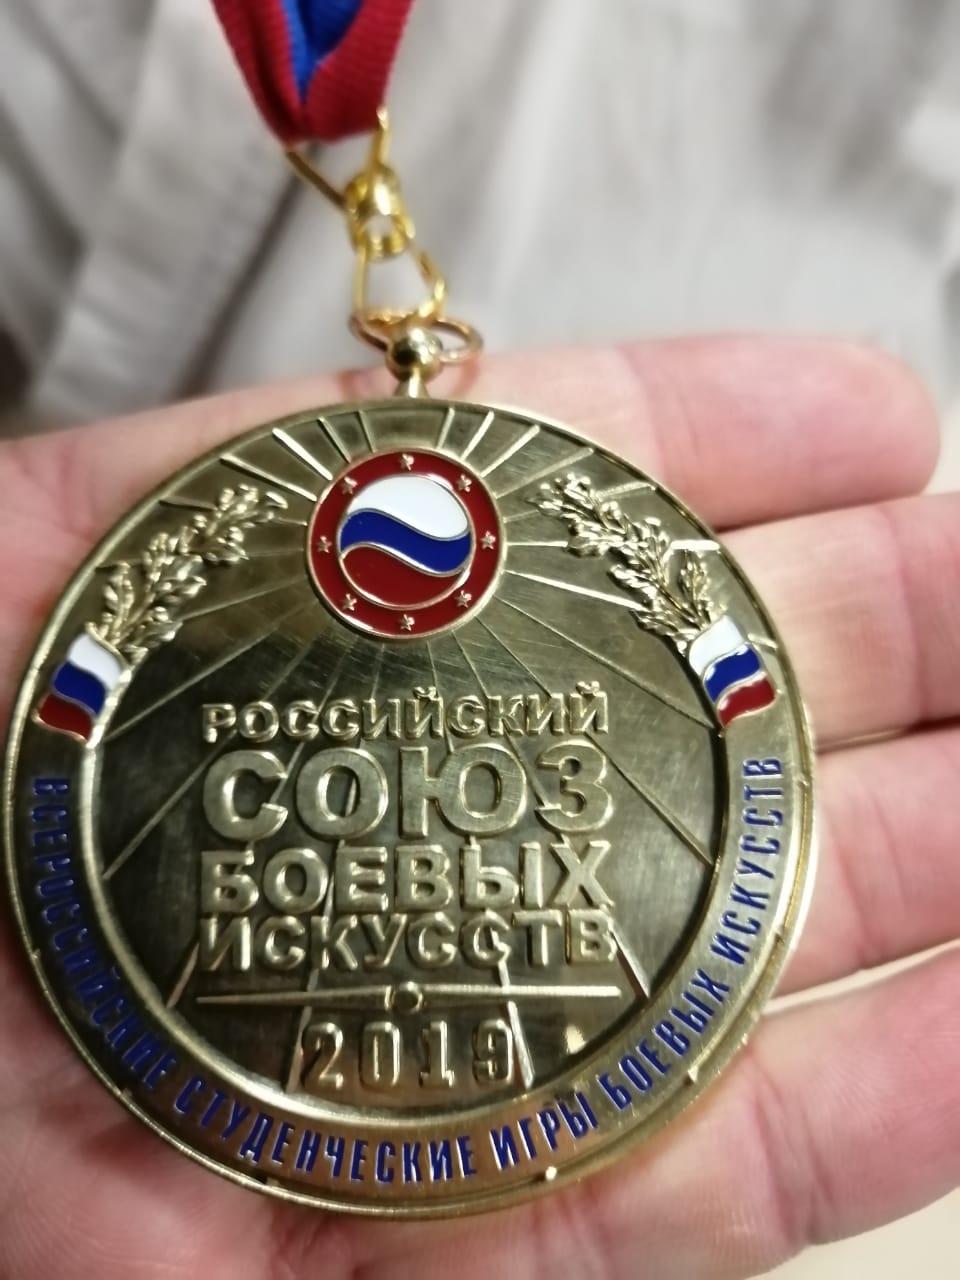 РОССИЙСКИЙ
СОЮЗ
БОЕВЫХ
ИСКУССТВ
2019
ВСЕРОССИЙСКИЕ СТУДЕНЧЕСКИЕ ИГРЫ БОЕВЫХ ИСКУССТВ